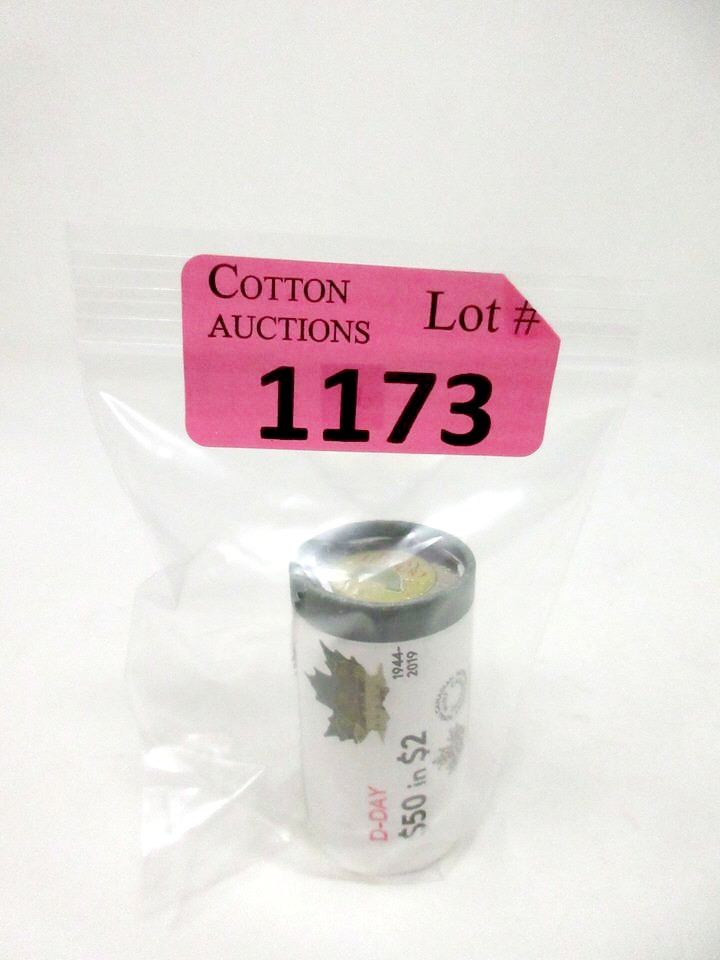 COTTON
AUCTIONS
Lot #
1173
1944-
2019
D-DAY
$50 in $2